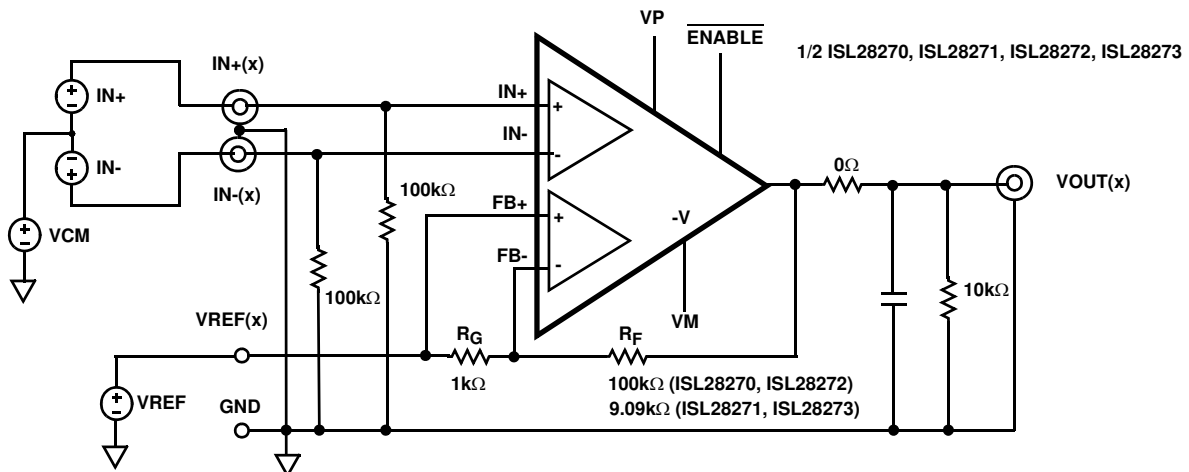 VP
ENABLE
1/2 ISL28270, ISL28271, ISL28272, ISL28273
IN+(x)
IN+
+
-
IN+
+
IN-
-
IN-
-
+
IN-(x)
0Ω
VOUT(x)
100kΩ
FB+
+
-V
VCM
+
-
FB-
-
100kΩ
10kΩ
VREF(x)
VM
RG
RF
1kΩ
100kΩ (ISL28270, ISL28272)
9.09kΩ (ISL28271, ISL28273)
VREF
+
-
GND